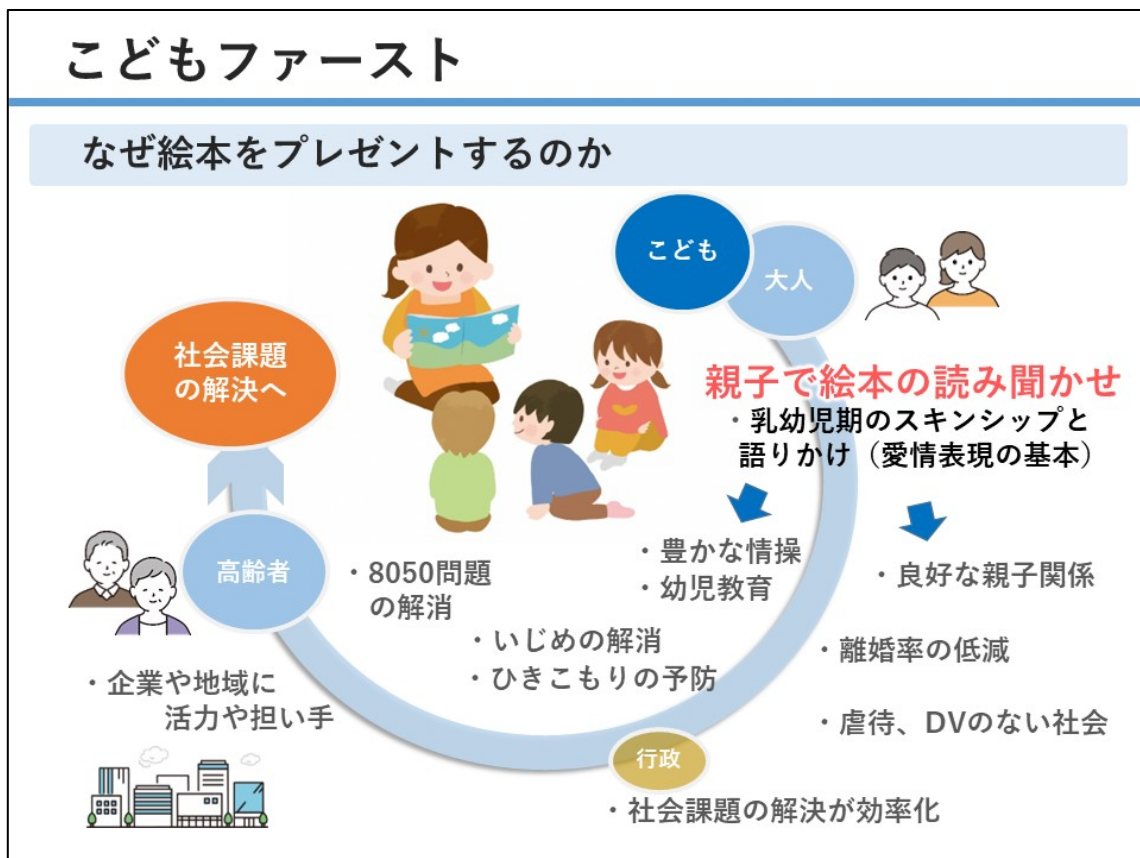 こどもファースト
なぜ絵本をプレゼントするのか
こども
大人
社会課題
の解決へ
親子で絵本の読み聞かせ
・乳幼児期のスキンシップと
語りかけ（愛情表現の基本）
・豊かな情操
・幼児教育
・良好な親子関係
高齢者
・8050問題
の解消
・いじめの解消
・ひきこもりの予防
・離婚率の低減
・虐待、DVのない社会
・企業や地域に
活力や担い手
行政
・社会課題の解決が効率化